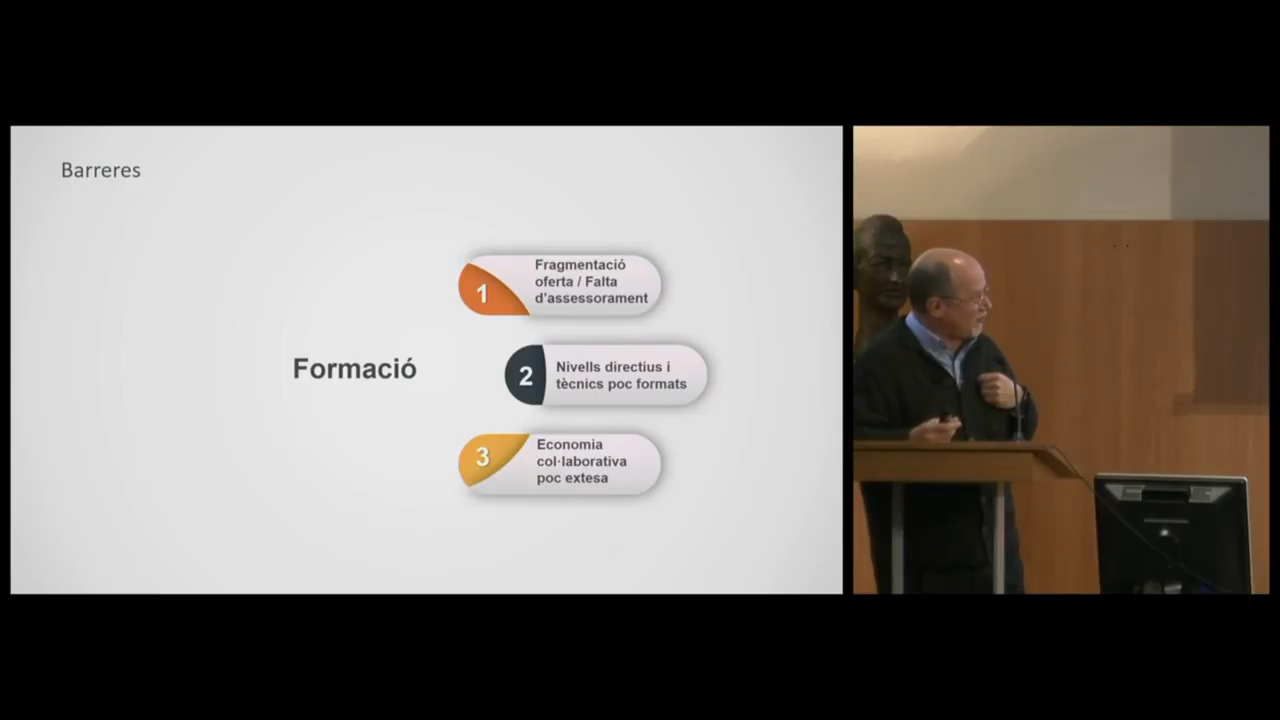 Barreres
Formació
1
Fragmentació
oferta / Falta
d'assessorament
2
Nivells directius i
tècnics poc formats
3
Economia
col·laborativa
poc extesa